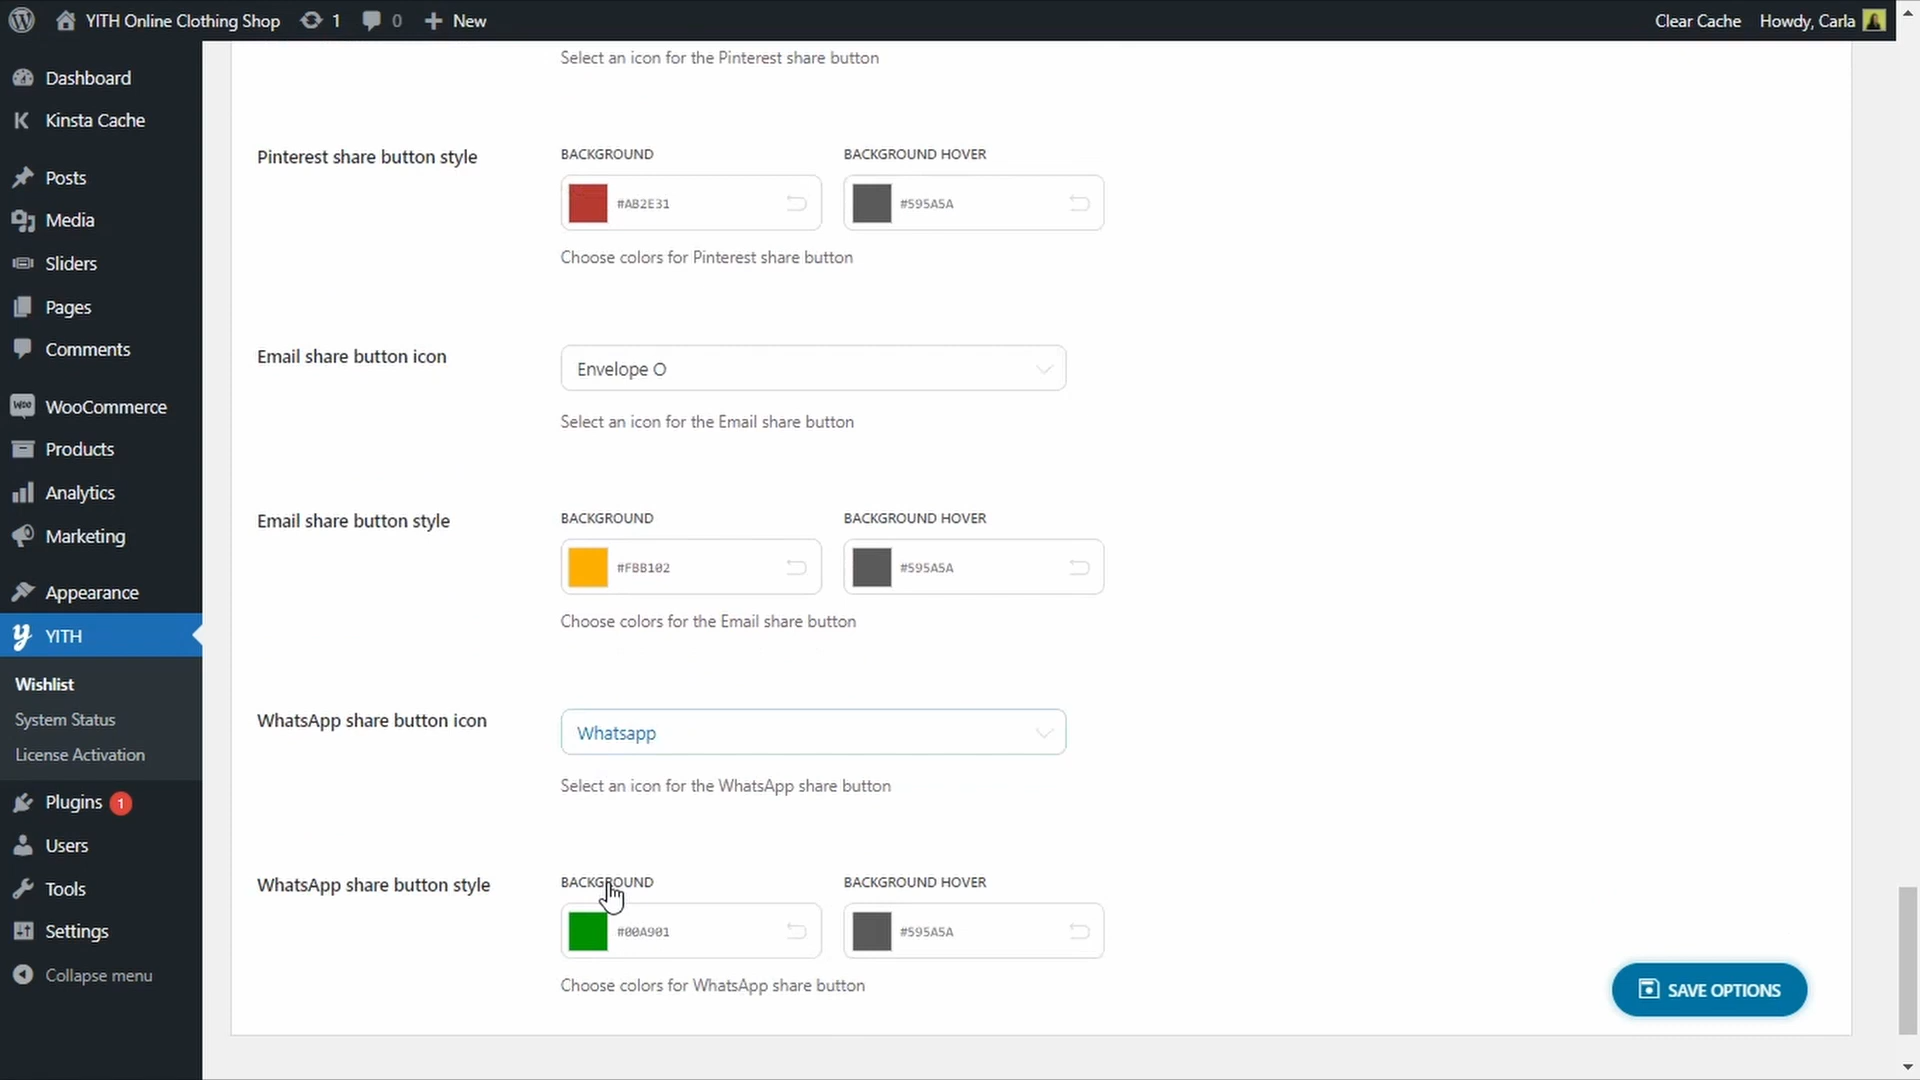 YITH Online Clothing Shop 1 0 New Clear Cache Howdy, Carla
Dashboard
Kinsta Cache
Posts
Media
Sliders
Pages
Comments
WooCommerce
Products
Analytics
Marketing
Appearance
YITH
Wishlist
System Status
License Activation
Plugins 1
Users
Tools
Settings
Collapse menu
Select an icon for the Pinterest share button
Pinterest share button style
BACKGROUND BACKGROUND HOVER
#AB2E31 #595A5A
Choose colors for Pinterest share button
Email share button icon
Envelope O
Select an icon for the Email share button
Email share button style
BACKGROUND BACKGROUND HOVER
#FBB102 #595A5A
Choose colors for the Email share button
WhatsApp share button icon
Whatsapp
Select an icon for the WhatsApp share button
WhatsApp share button style
BACKGROUND BACKGROUND HOVER
#00A901 #595A5A
Choose colors for WhatsApp share button
SAVE OPTIONS